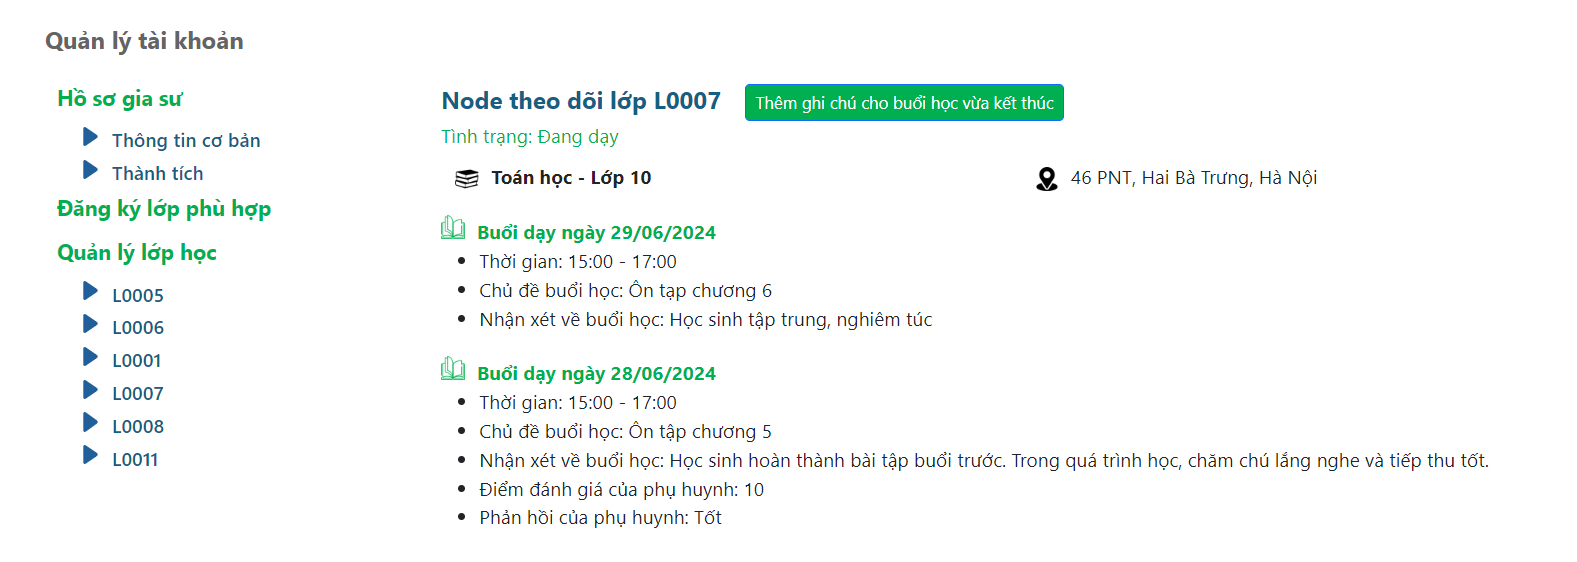 Quản lý tài khoản
Hồ sơ gia sư
Thông tin cơ bản
Thành tích
Đăng ký lớp phù hợp
Quản lý lớp học
L0005
L0006
L0001
L0007
L0008
L0011
Node theo dõi lớp L0007
Thêm ghi chú cho buổi học vừa kết thúc
Tình trạng: Đang dạy
Toán học - Lớp 10
46 PNT, Hai Bà Trưng, Hà Nội
Buổi dạy ngày 29/06/2024
Thời gian: 15:00 - 17:00
Chủ đề buổi học: Ôn tạp chương 6
Nhận xét về buổi học: Học sinh tập trung, nghiêm túc
Buổi dạy ngày 28/06/2024
Thời gian: 15:00 - 17:00
Chủ đề buổi học: Ôn tập chương 5
Nhận xét về buổi học: Học sinh hoàn thành bài tập buổi trước. Trong quá trình học, chăm chú lắng nghe và tiếp thu tốt.
Điểm đánh giá của phụ huynh: 10
Phản hồi của phụ huynh: Tốt